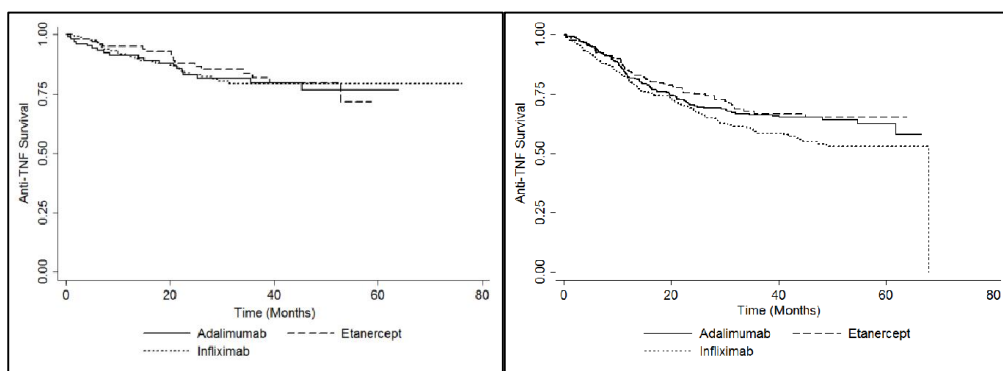 Anti-TNF Survival
1.00
0.75
0.50
0.25
0.00
0 20 40 60 80
Time (Months)
Adalimumab Etanercept
Infliximab
Anti-TNF Survival
1.00
0.75
0.50
0.25
0.00
0 20 40 60 80
Time (Months)
Adalimumab Etanercept
Infliximab